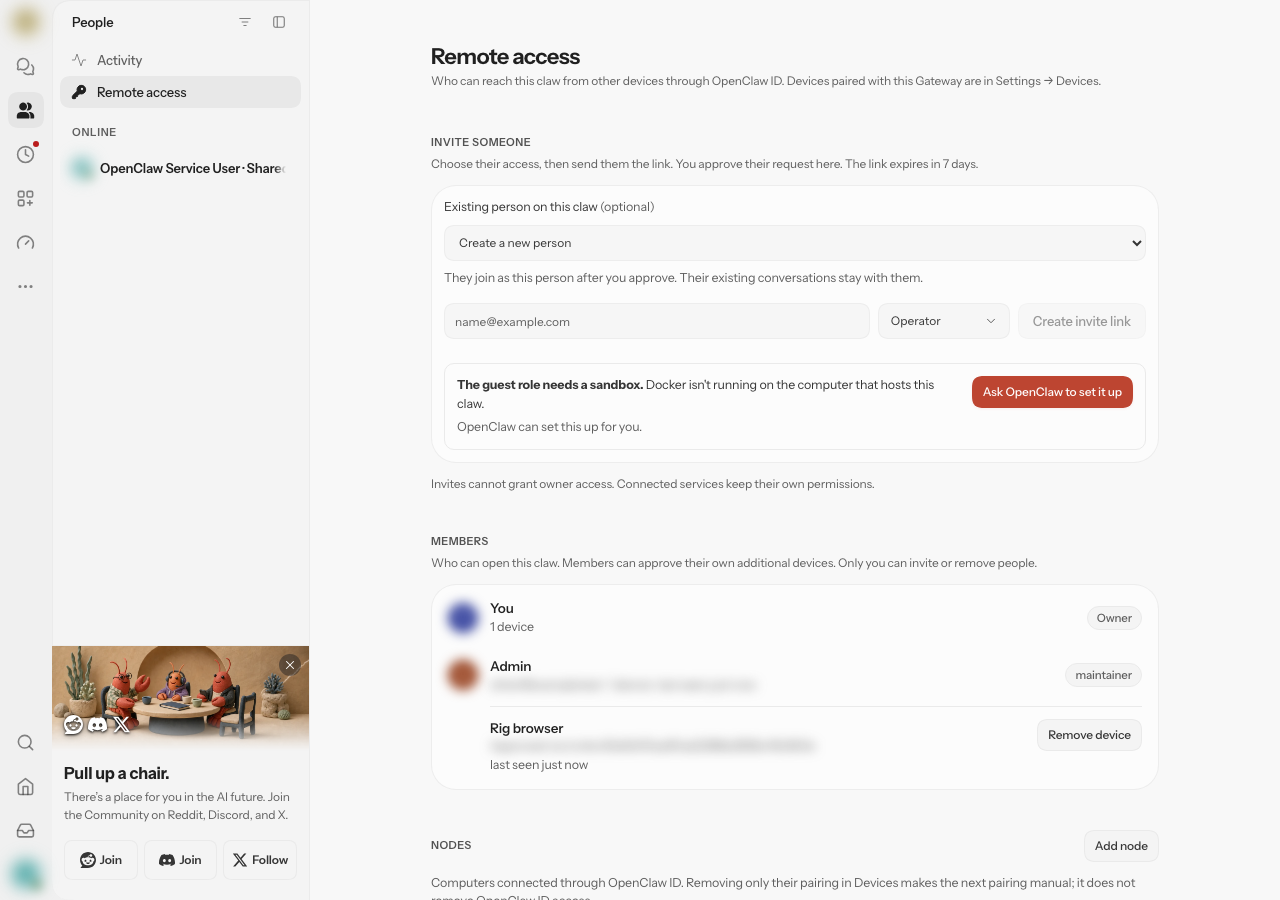 People
Activity
Remote access
ONLINE
OpenClaw Service User · Shared
Pull up a chair.
There's a place for you in the AI future. Join
the Community on Reddit, Discord, and X.
Join
Join
Follow
Remote access
Who can reach this claw from other devices through OpenClaw ID. Devices paired with this Gateway are in Settings → Devices.
INVITE SOMEONE
Choose their access, then send them the link. You approve their request here. The link expires in 7 days.
Existing person on this claw (optional)
Create a new person
They join as this person after you approve. Their existing conversations stay with them.
name@example.com
Operator
Create invite link
The guest role needs a sandbox. Docker isn't running on the computer that hosts this
claw.
OpenClaw can set this up for you.
Ask OpenClaw to set it up
Invites cannot grant owner access. Connected services keep their own permissions.
MEMBERS
Who can open this claw. Members can approve their own additional devices. Only you can invite or remove people.
You
1 device
Owner
Admin
maintainer
Rig browser
last seen just now
Remove device
NODES
Add node
Computers connected through OpenClaw ID. Removing only their pairing in Devices makes the next pairing manual; it does not
remove OpenClaw ID access.